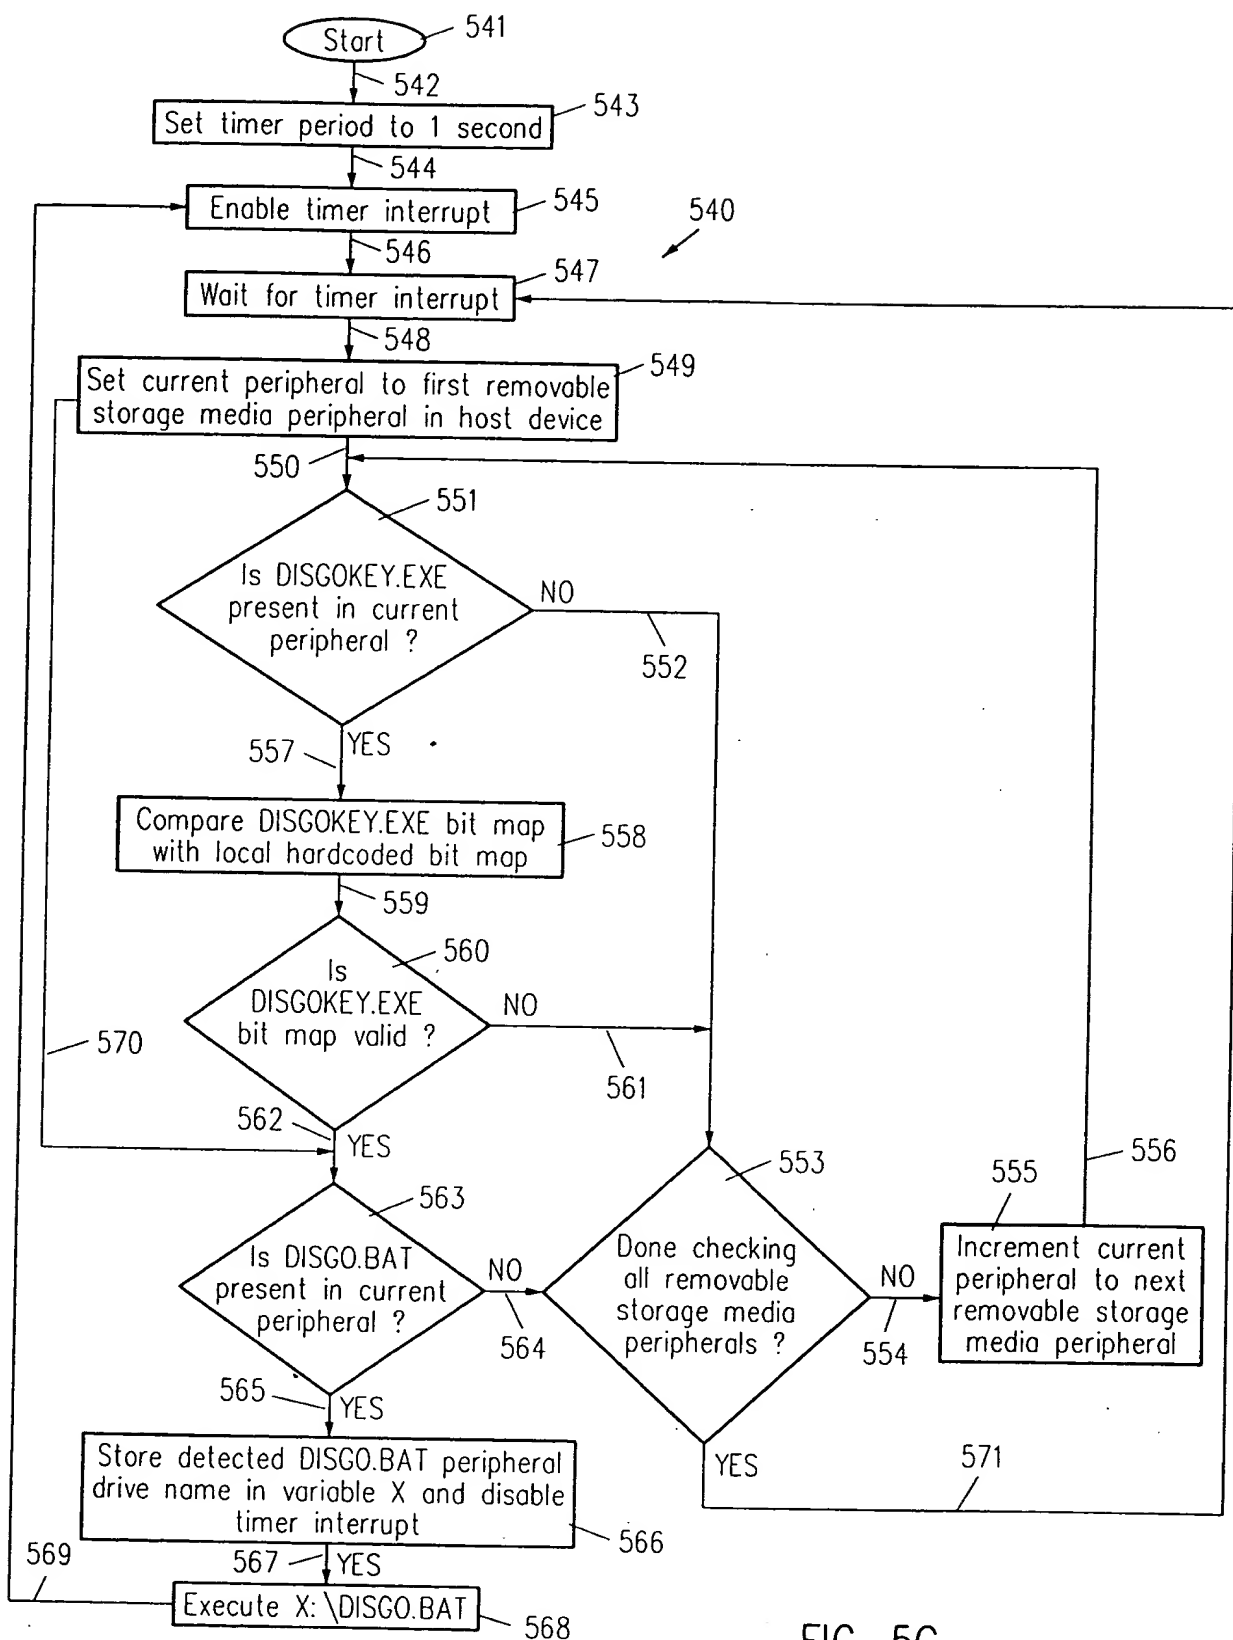 Start
541
542
Set timer period to 1 second
543
544
Enable timer interrupt
545
540
546
Wait for timer interrupt
547
548
Set current peripheral to first removable
storage media peripheral in host device
549
550
551
Is DISGOKEY.EXE
present in current
peripheral ?
NO
552
557
YES
Compare DISGOKEY.EXE bit map
with local hardcoded bit map
558
559
560
Is
DISGOKEY.EXE
bit map valid ?
NO
561
570
562
YES
553
556
563
555
Is DISGO.BAT
present in current
peripheral ?
NO
564
Done checking
all removable
storage media
peripherals ?
NO
554
Increment current
peripheral to next
removable storage
media peripheral
565
YES
YES
571
Store detected DISGO.BAT peripheral
drive name in variable X and disable
timer interrupt
566
569
567
YES
Execute X: \DISGO.BAT
568
FIG. 5C